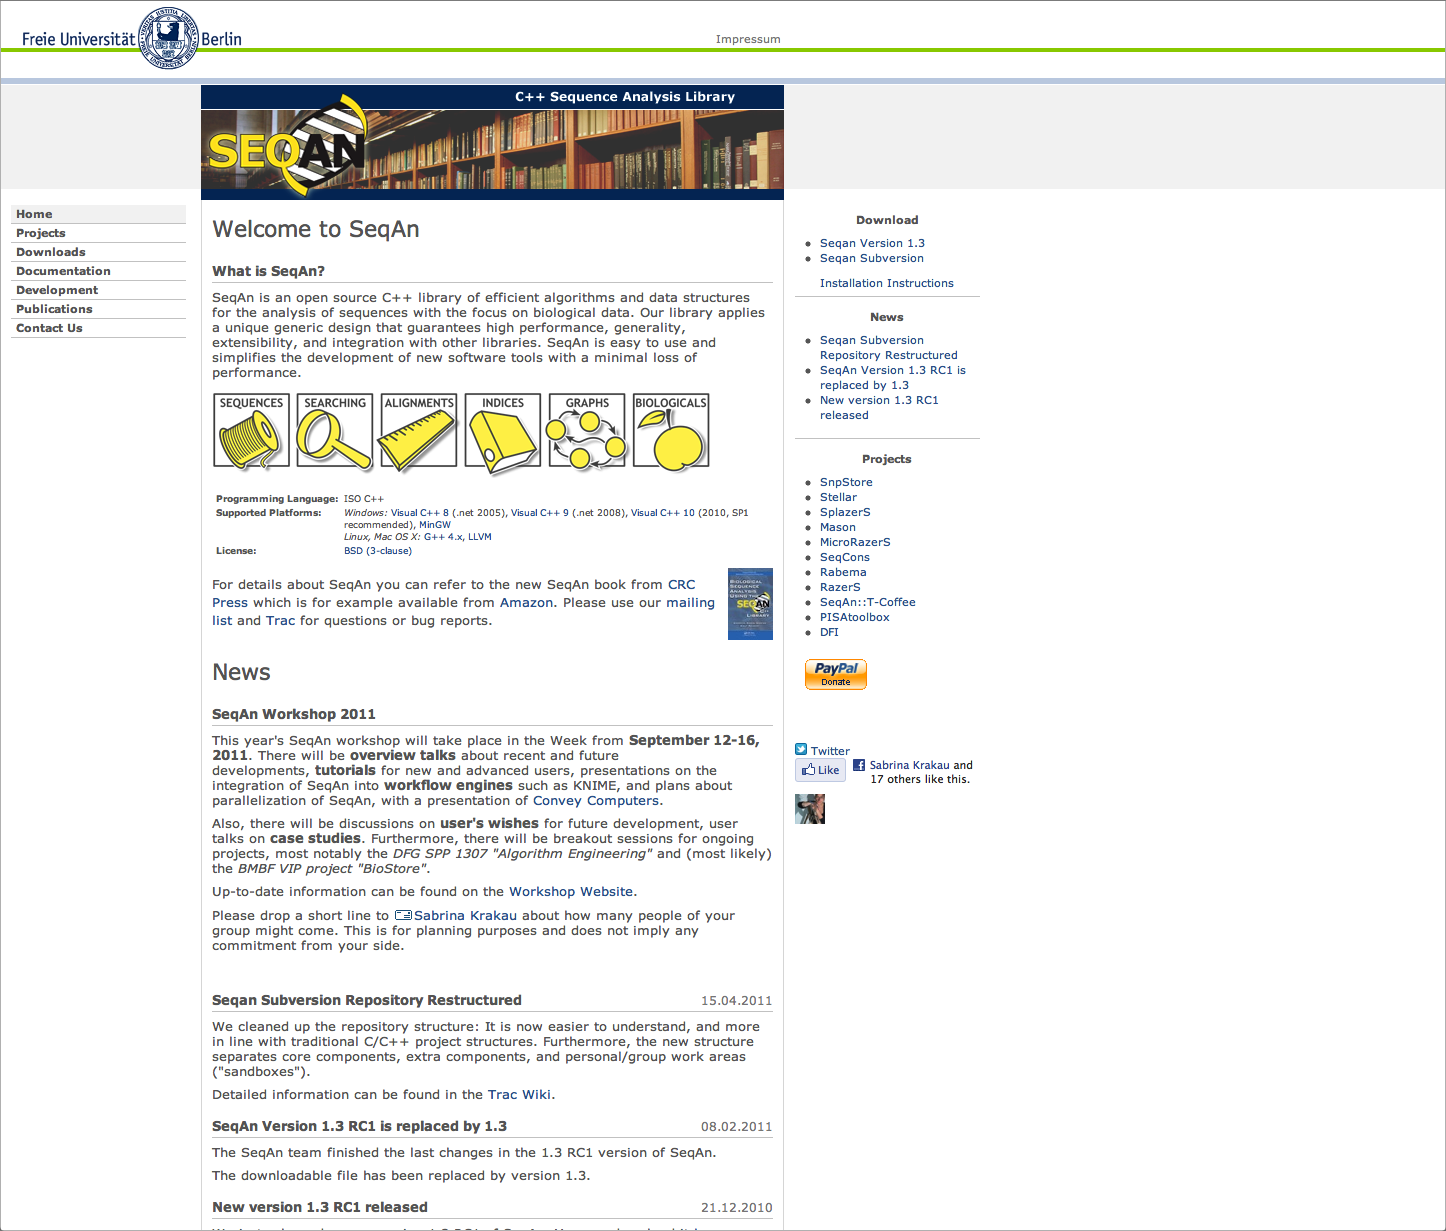 Freie Universität Berlin
Impressum
C++ Sequence Analysis Library
SEQAN
Home
Projects
Downloads
Documentation
Development
Publications
Contact Us
Welcome to SeqAn
What is SeqAn?
SeqAn is an open source C++ library of efficient algorithms and data structures
for the analysis of sequences with the focus on biological data. Our library applies
a unique generic design that guarantees high performance, generality,
extensibility, and integration with other libraries. SeqAn is easy to use and
simplifies the development of new software tools with a minimal loss of
performance.
SEQUENCES SEARCHING ALIGNMENTS INDICES GRAPHS BIOLOGICALS
Programming Language: ISO C++
Supported Platforms: Windows: Visual C++ 8 (.net 2005), Visual C++ 9 (.net 2008), Visual C++ 10 (2010, SP1
recommended), MinGW
Linux, Mac OS X: G++ 4.x, LLVM
License: BSD (3-clause)
For details about SeqAn you can refer to the new SeqAn book from CRC
Press which is for example available from Amazon. Please use our mailing
list and Trac for questions or bug reports.
BIOLOGICAL
SEQUENCE
ANALYSIS
USING THE
SEQAN
C++
LIBRARY
News
SeqAn Workshop 2011
This year's SeqAn workshop will take place in the Week from September 12-16,
2011. There will be overview talks about recent and future
developments, tutorials for new and advanced users, presentations on the
integration of SeqAn into workflow engines such as KNIME, and plans about
parallelization of SeqAn, with a presentation of Convey Computers.
Also, there will be discussions on user's wishes for future development, user
talks on case studies. Furthermore, there will be breakout sessions for ongoing
projects, most notably the DFG SPP 1307 "Algorithm Engineering" and (most likely)
the BMBF VIP project "BioStore".
Up-to-date information can be found on the Workshop Website.
Please drop a short line to Sabrina Krakau about how many people of your
group might come. This is for planning purposes and does not imply any
commitment from your side.
Seqan Subversion Repository Restructured 15.04.2011
We cleaned up the repository structure: It is now easier to understand, and more
in line with traditional C/C++ project structures. Furthermore, the new structure
separates core components, extra components, and personal/group work areas
("sandboxes").
Detailed information can be found in the Trac Wiki.
SeqAn Version 1.3 RC1 is replaced by 1.3 08.02.2011
The SeqAn team finished the last changes in the 1.3 RC1 version of SeqAn.
The downloadable file has been replaced by version 1.3.
New version 1.3 RC1 released 21.12.2010
Download
Seqan Version 1.3
Seqan Subversion
Installation Instructions
News
Seqan Subversion
Repository Restructured
SeqAn Version 1.3 RC1 is
replaced by 1.3
New version 1.3 RC1
released
Projects
SnpStore
Stellar
SplazerS
Mason
MicroRazerS
SeqCons
Rabema
RazerS
SeqAn::T-Coffee
PISAtoolbox
DFI
PayPal
Donate
Twitter
Like
Sabrina Krakau and
17 others like this.